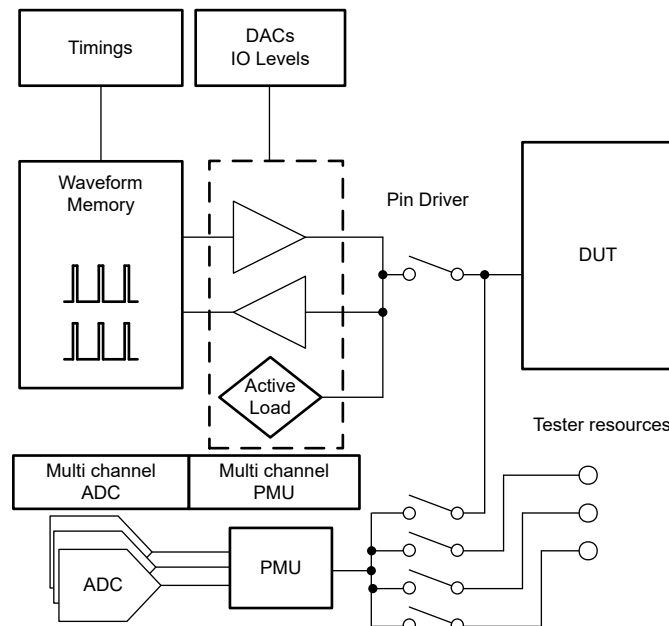 Timings
DACs
IO Levels
Waveform
Memory
Pin Driver
DUT
Active
Load
Tester resources
Multi channel
ADC
Multi channel
PMU
ADC
PMU